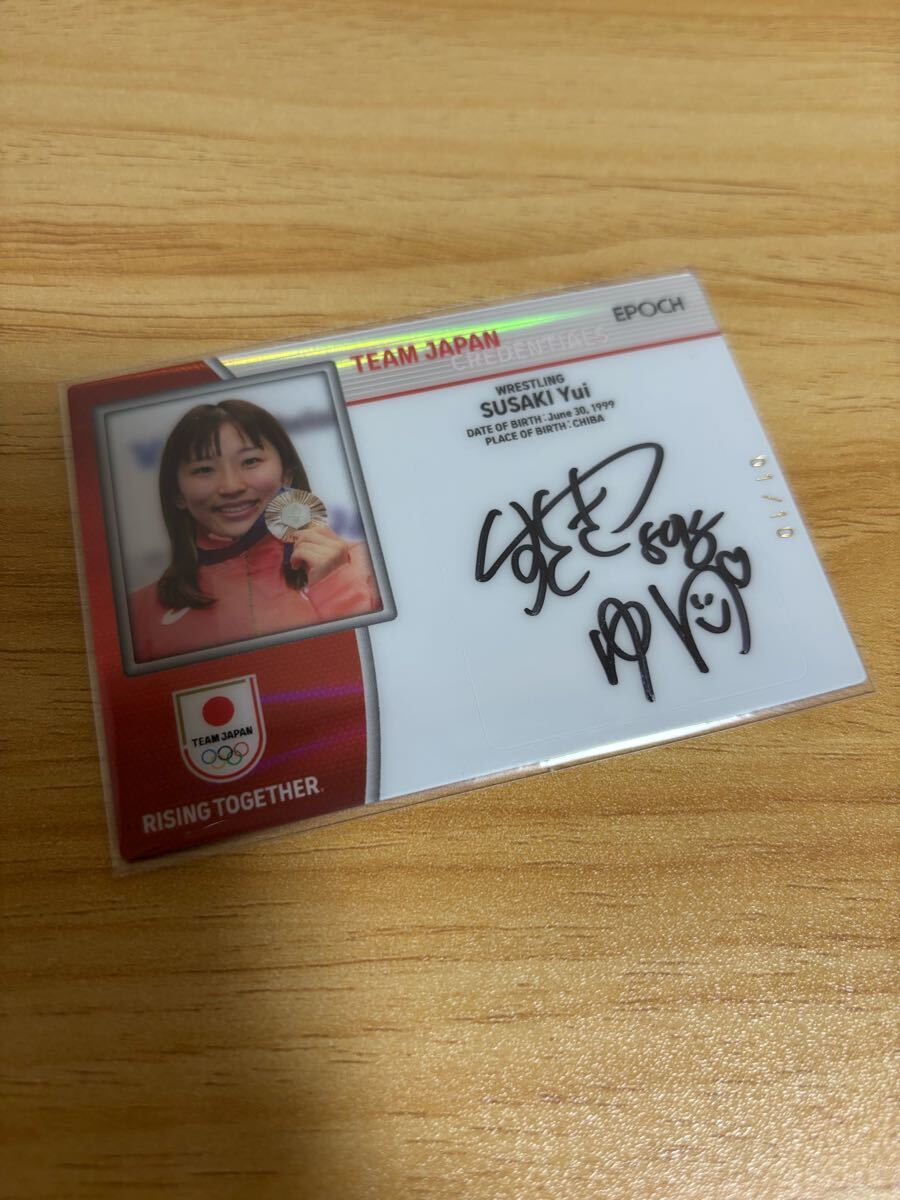 EPOCH
TEAM JAPAN
CREDENTIALS
WRESTLING
SUSAKI Yui
DATE OF BIRTH:June 30, 1999
PLACE OF BIRTH:CHIBA
すさき
ゆい
TEAM JAPAN
RISING TOGETHER